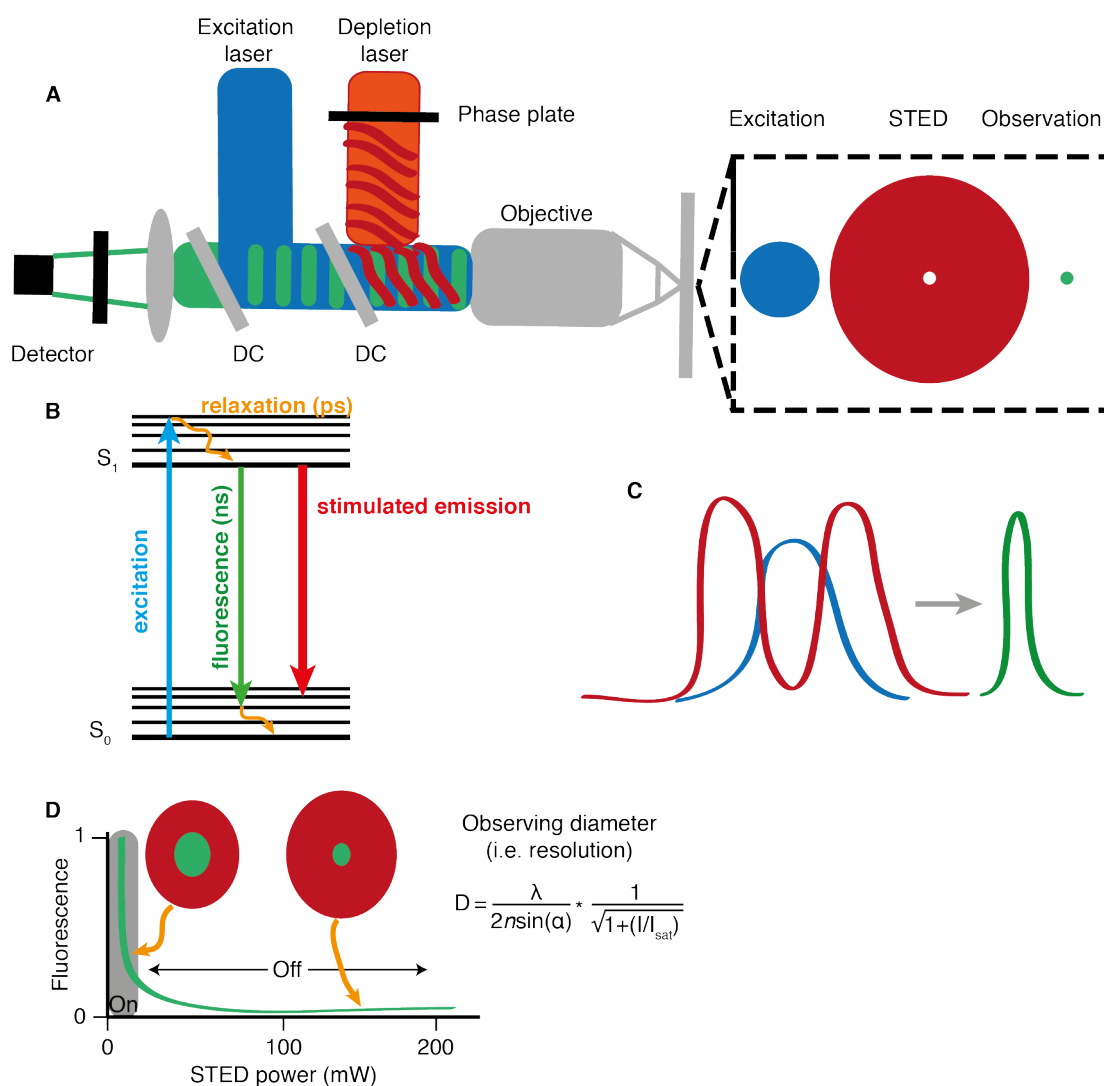 Excitation
laser
Depletion
laser
A
Phase plate
Excitation
STED
Observation
Objective
Detector
DC
DC
B
relaxation (ps)
S1
fluorescence (ns)
stimulated emission
excitation
S0
C
D
1
Fluorescence
0
On
Off
0
100
200
STED power (mW)
Observing diameter
(i.e. resolution)
D = λ / 2nsin(α) * 1 / √1+(I/Isat)